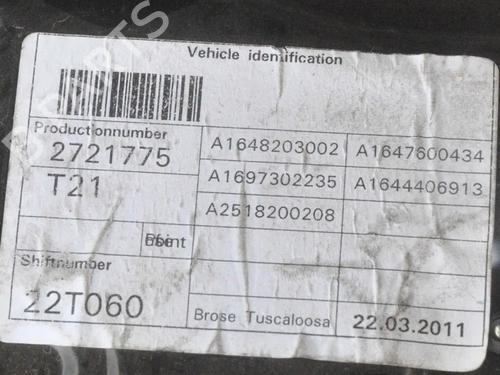 Vehicle identification
Productionnumber
2721775
T21
A1648203002
A1647600434
A1697302235
A1644406913
A2518200208
Shiftnumber
22T060
Brose Tuscaloosa
22.03.2011